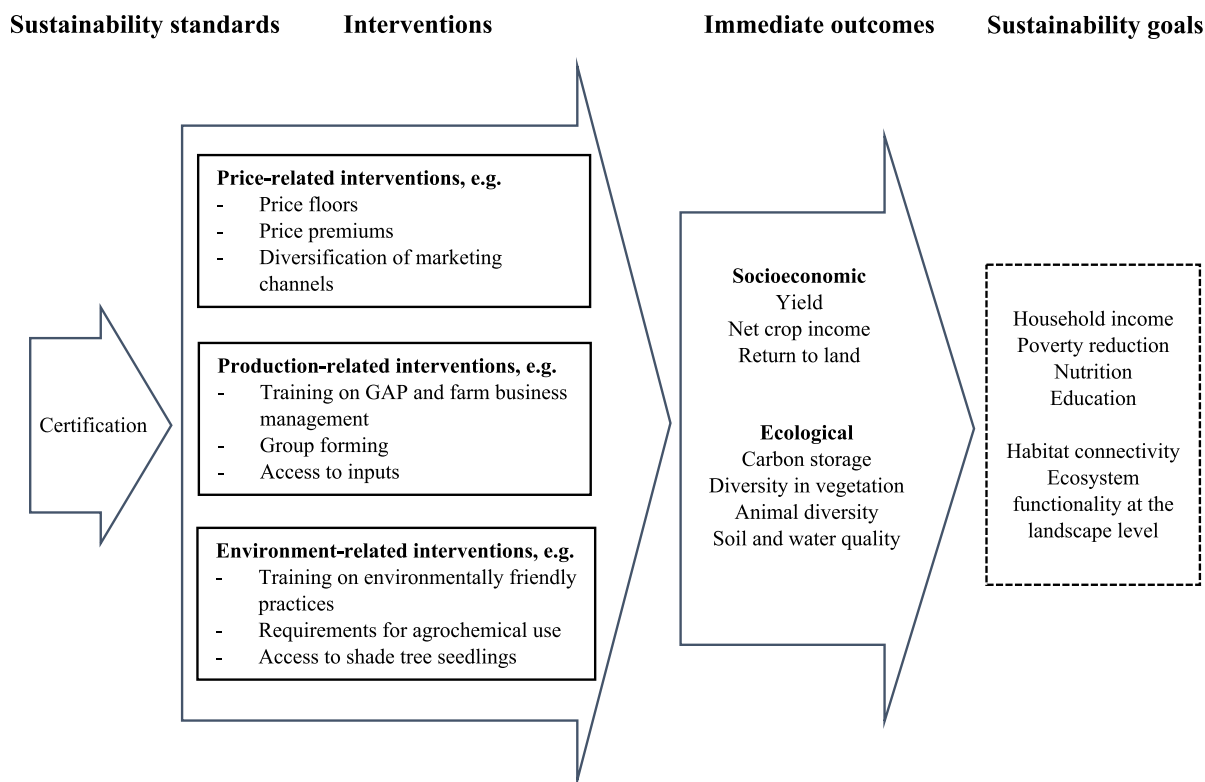 Sustainability standards
Interventions
Immediate outcomes
Sustainability goals
Certification
Price-related interventions, e.g.
- Price floors
- Price premiums
- Diversification of marketing
channels
Production-related interventions, e.g.
- Training on GAP and farm business
management
- Group forming
- Access to inputs
Environment-related interventions, e.g.
- Training on environmentally friendly
practices
- Requirements for agrochemical use
- Access to shade tree seedlings
Socioeconomic
Yield
Net crop income
Return to land
Ecological
Carbon storage
Diversity in vegetation
Animal diversity
Soil and water quality
Household income
Poverty reduction
Nutrition
Education
Habitat connectivity
Ecosystem
functionality at the
landscape level